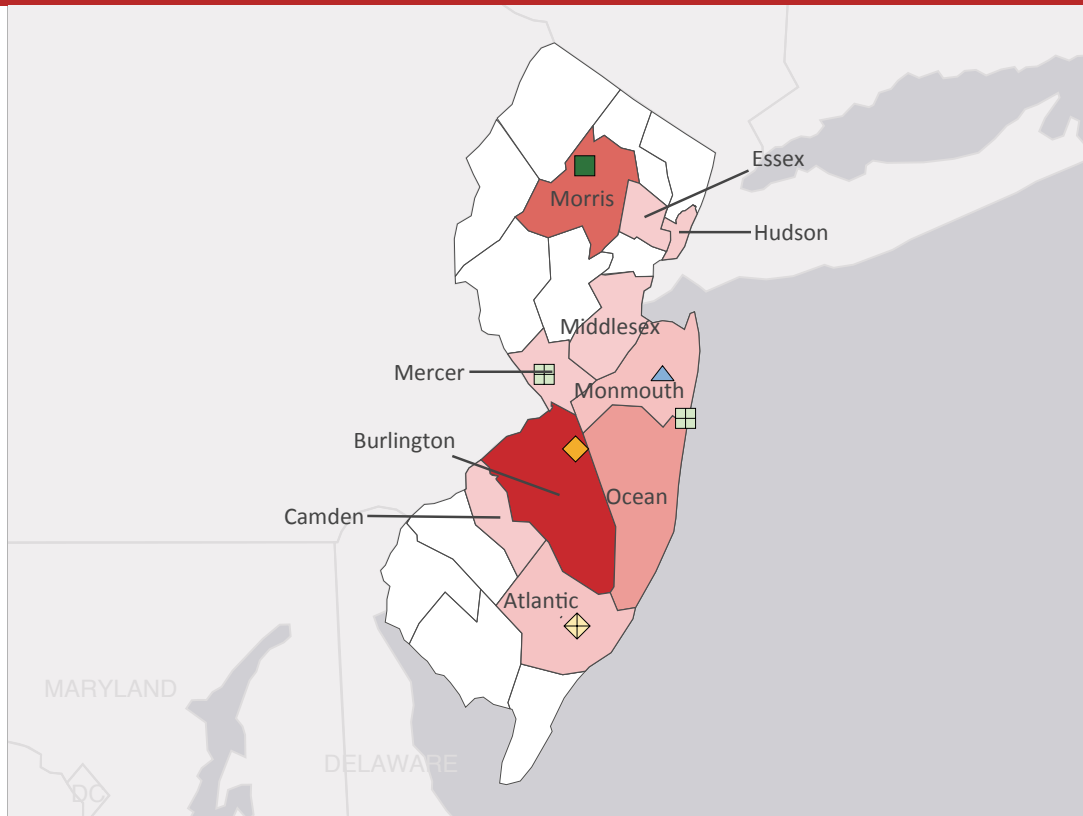 Essex
Morris
Hudson
Middlesex
Mercer
Monmouth
Burlington
Ocean
Camden
Atlantic
MARYLAND
DELAWARE
DC